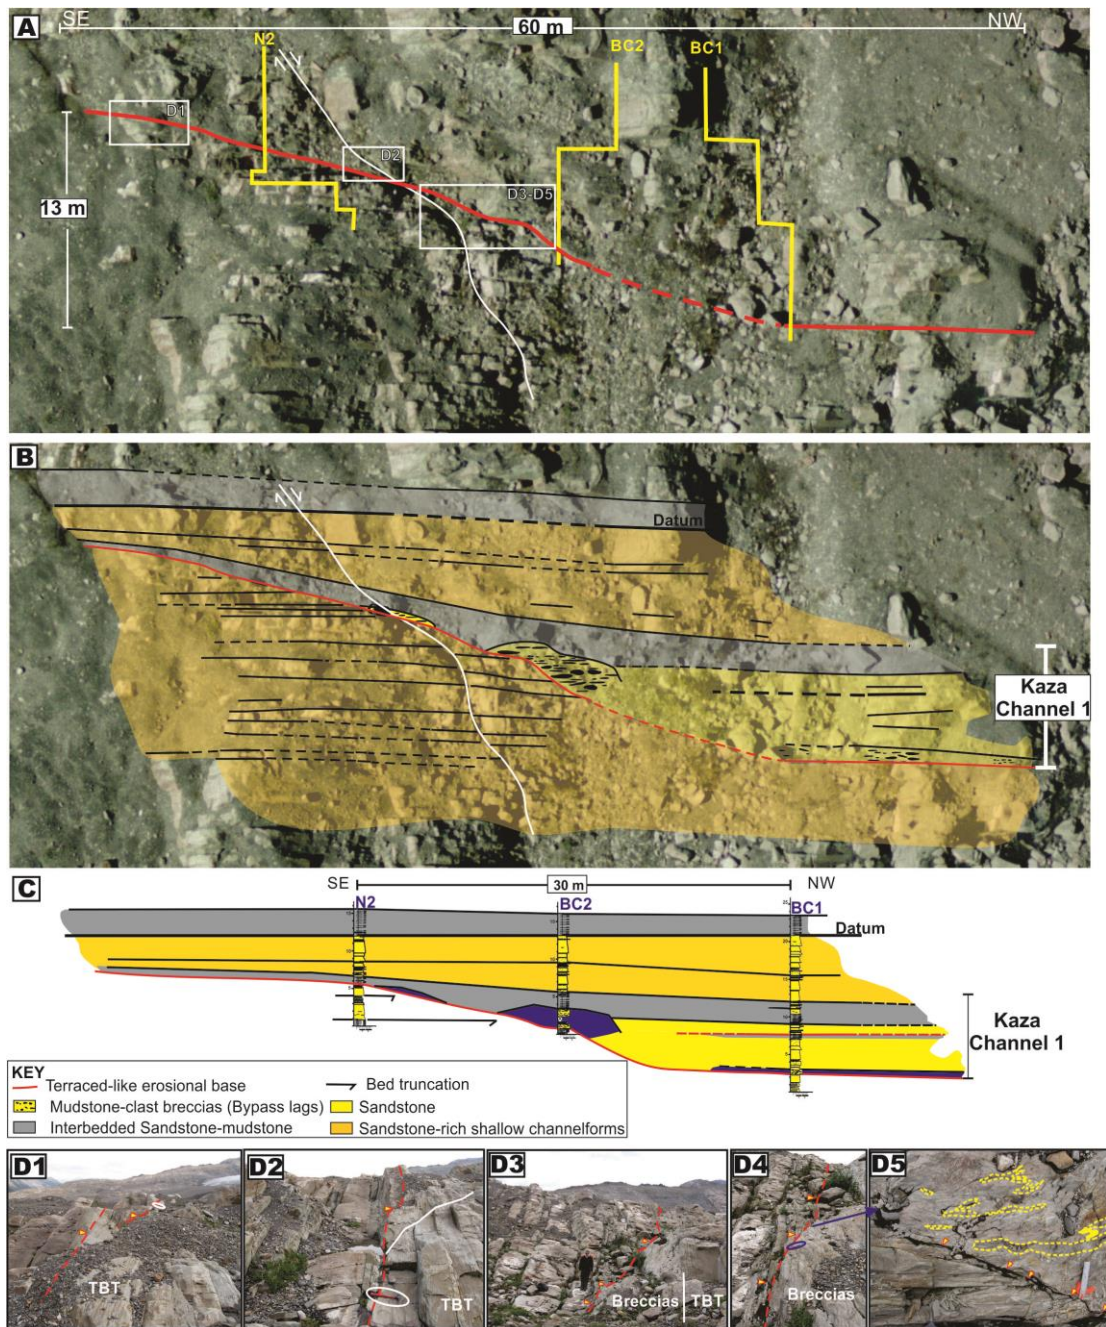 A
SE
60 m
NW
N2
BC2
BC1
D1
D2
D3-D5
13 m
B
Datum
Kaza
Channel 1
C
SE
30 m
NW
N2
BC2
BC1
Datum
Kaza
Channel 1
KEY
Terraced-like erosional base
Bed truncation
Mudstone-clast breccias (Bypass lags)
Sandstone
Interbedded Sandstone-mudstone
Sandstone-rich shallow channelforms
D1
TBT
D2
TBT
D3
Breccias
TBT
D4
Breccias
D5